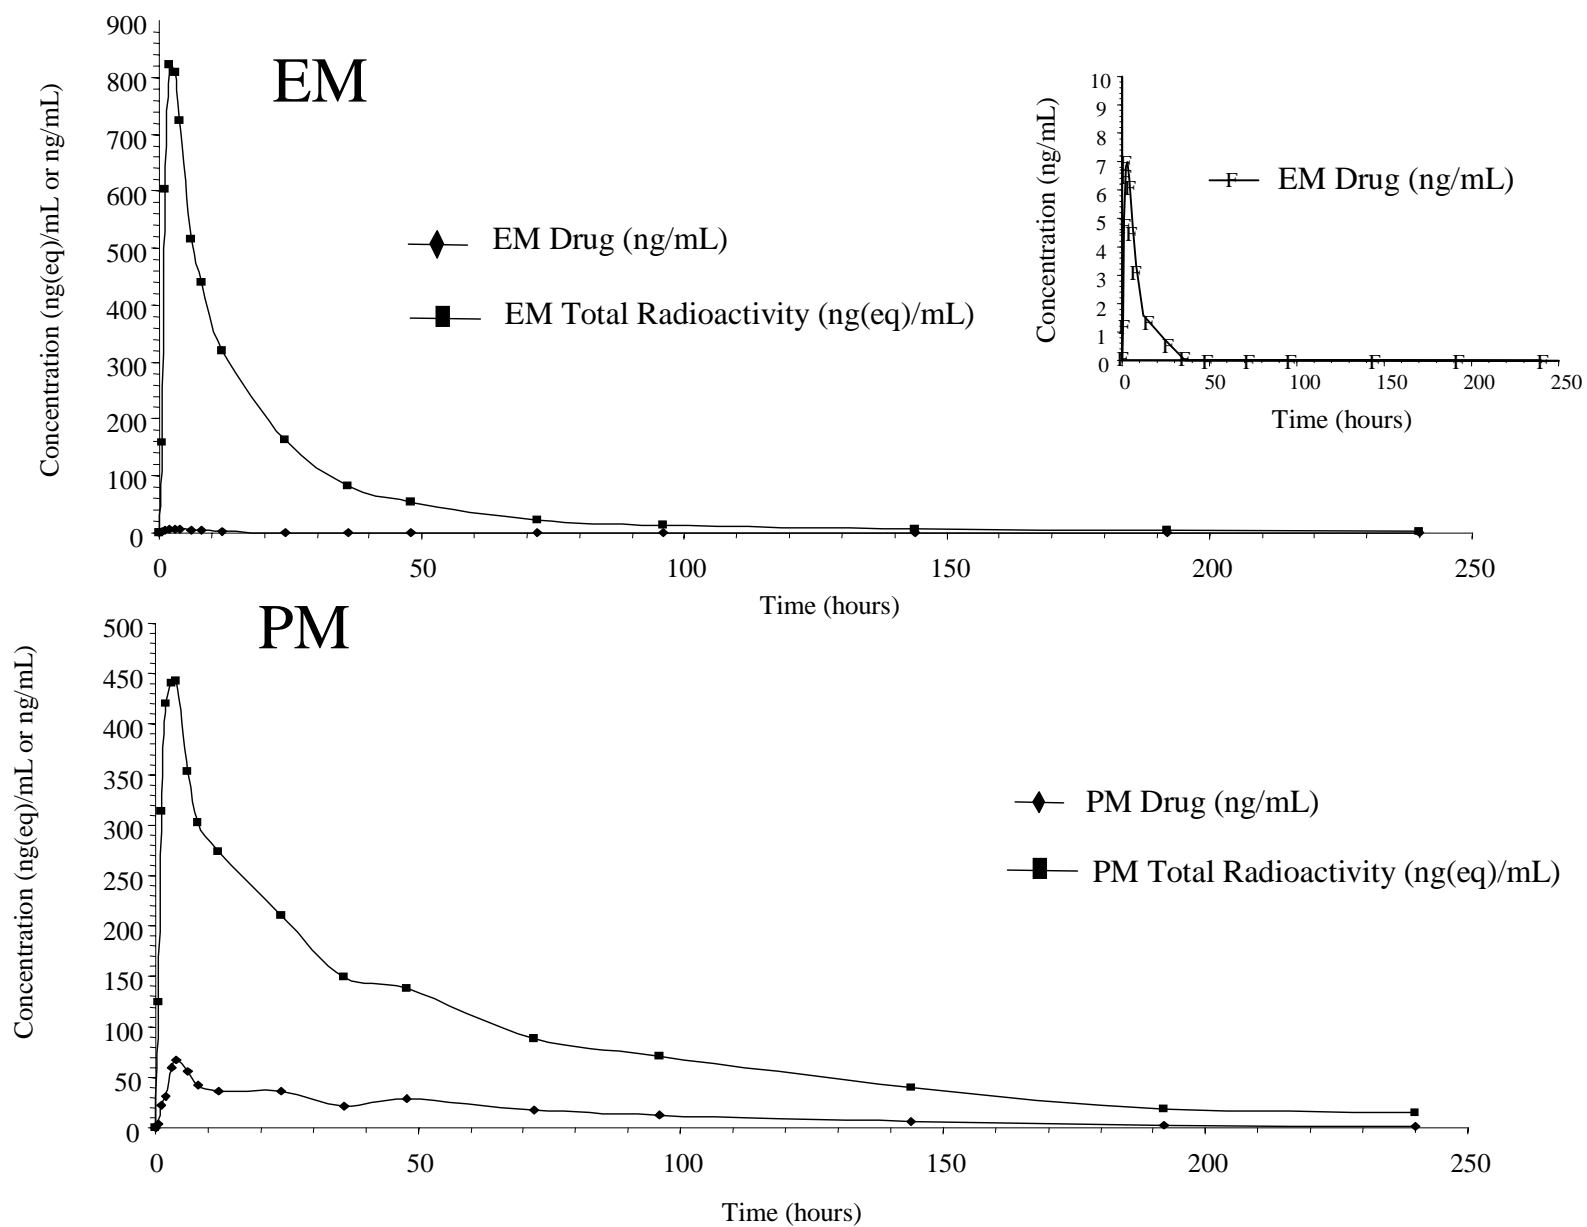 EM
900
800
700
600
500
400
300
200
100
0
Concentration (ng(eq)/mL or ng/mL)
EM Drug (ng/mL)
EM Total Radioactivity (ng(eq)/mL)
0 50 100 150 200 250
Time (hours)
10
9
8
7
6
5
4
3
2
1
0
Concentration (ng/mL)
F EM Drug (ng/mL)
F
F
F
F
F
F
F
F
F
F F F F F F F
0 50 100 150 200 250
Time (hours)
PM
500
450
400
350
300
250
200
150
100
50
0
Concentration (ng(eq)/mL or ng/mL)
PM Drug (ng/mL)
PM Total Radioactivity (ng(eq)/mL)
0 50 100 150 200 250
Time (hours)